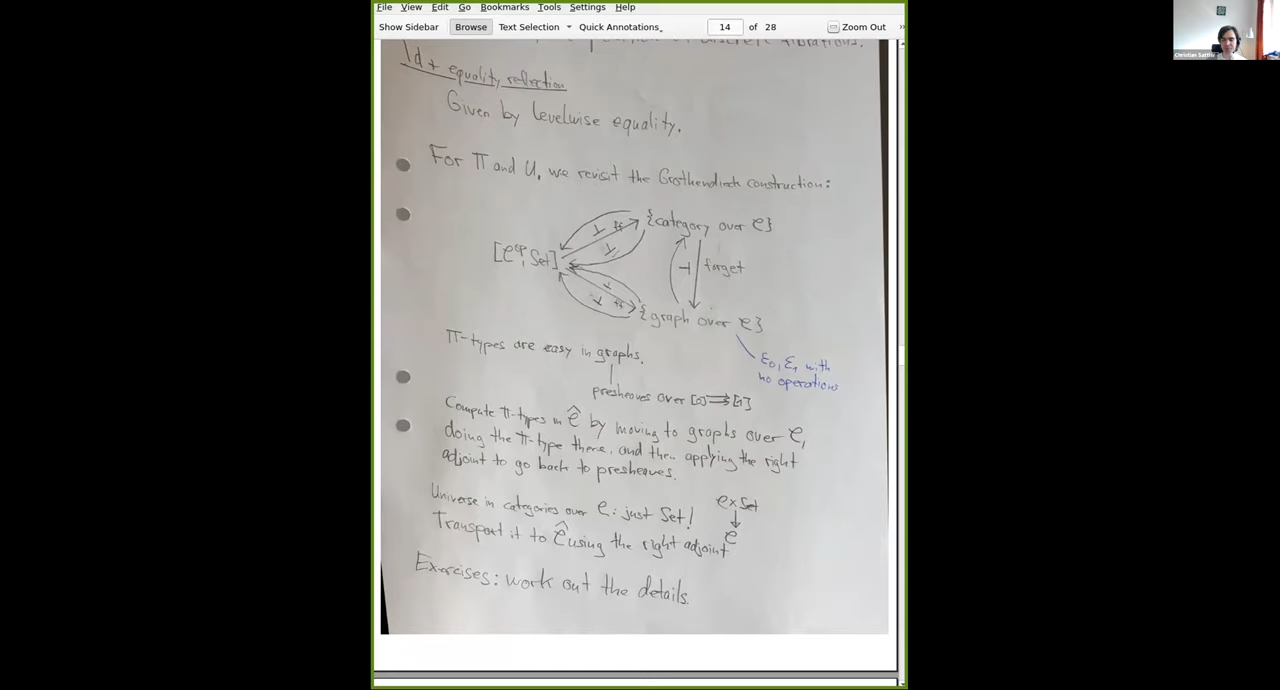 File View Edit Go Bookmarks Tools Settings Help
Show Sidebar Browse Text Selection Quick Annotations 14 of 28 Zoom Out »
Christian Sattler
Id + equality reflection
Given by levelwise equality.
For Π and U, we revisit the Grothendieck construction:
{category over C}
[C^op, Set]
⊣ forget
{graph over C}
Π-types are easy in graphs.
E₀, E₁ with
no operations
presheaves over [0]⇉[1]
Compute Π-types in Ĉ by moving to graphs over C,
doing the Π-type there, and then applying the right
adjoint to go back to presheaves.
Universe in categories over C: just Set!
C×Set
↓
C
Transport it to Ĉ using the right adjoint
Exercises: work out the details.